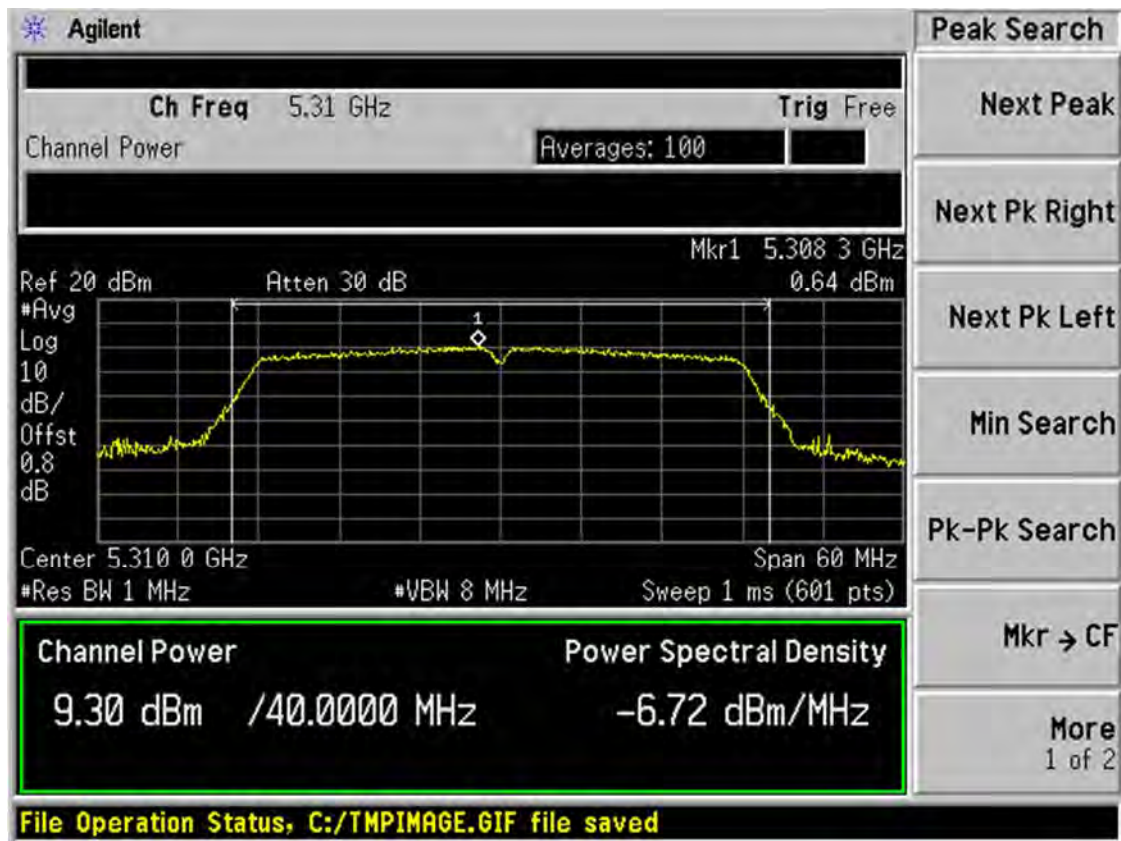 Agilent
Peak Search
Ch Freq 5.31 GHz Trig Free
Channel Power Averages: 100
Mkr1 5.308 3 GHz
Ref 20 dBm Atten 30 dB 0.64 dBm
#Avg
Log
10
dB/
Offst
0.8
dB
1
Center 5.310 0 GHz Span 60 MHz
#Res BW 1 MHz #VBW 8 MHz Sweep 1 ms (601 pts)
Channel Power Power Spectral Density
9.30 dBm /40.0000 MHz -6.72 dBm/MHz
File Operation Status, C:/TMPIMAGE.GIF file saved
Next Peak
Next Pk Right
Next Pk Left
Min Search
Pk-Pk Search
Mkr → CF
More
1 of 2